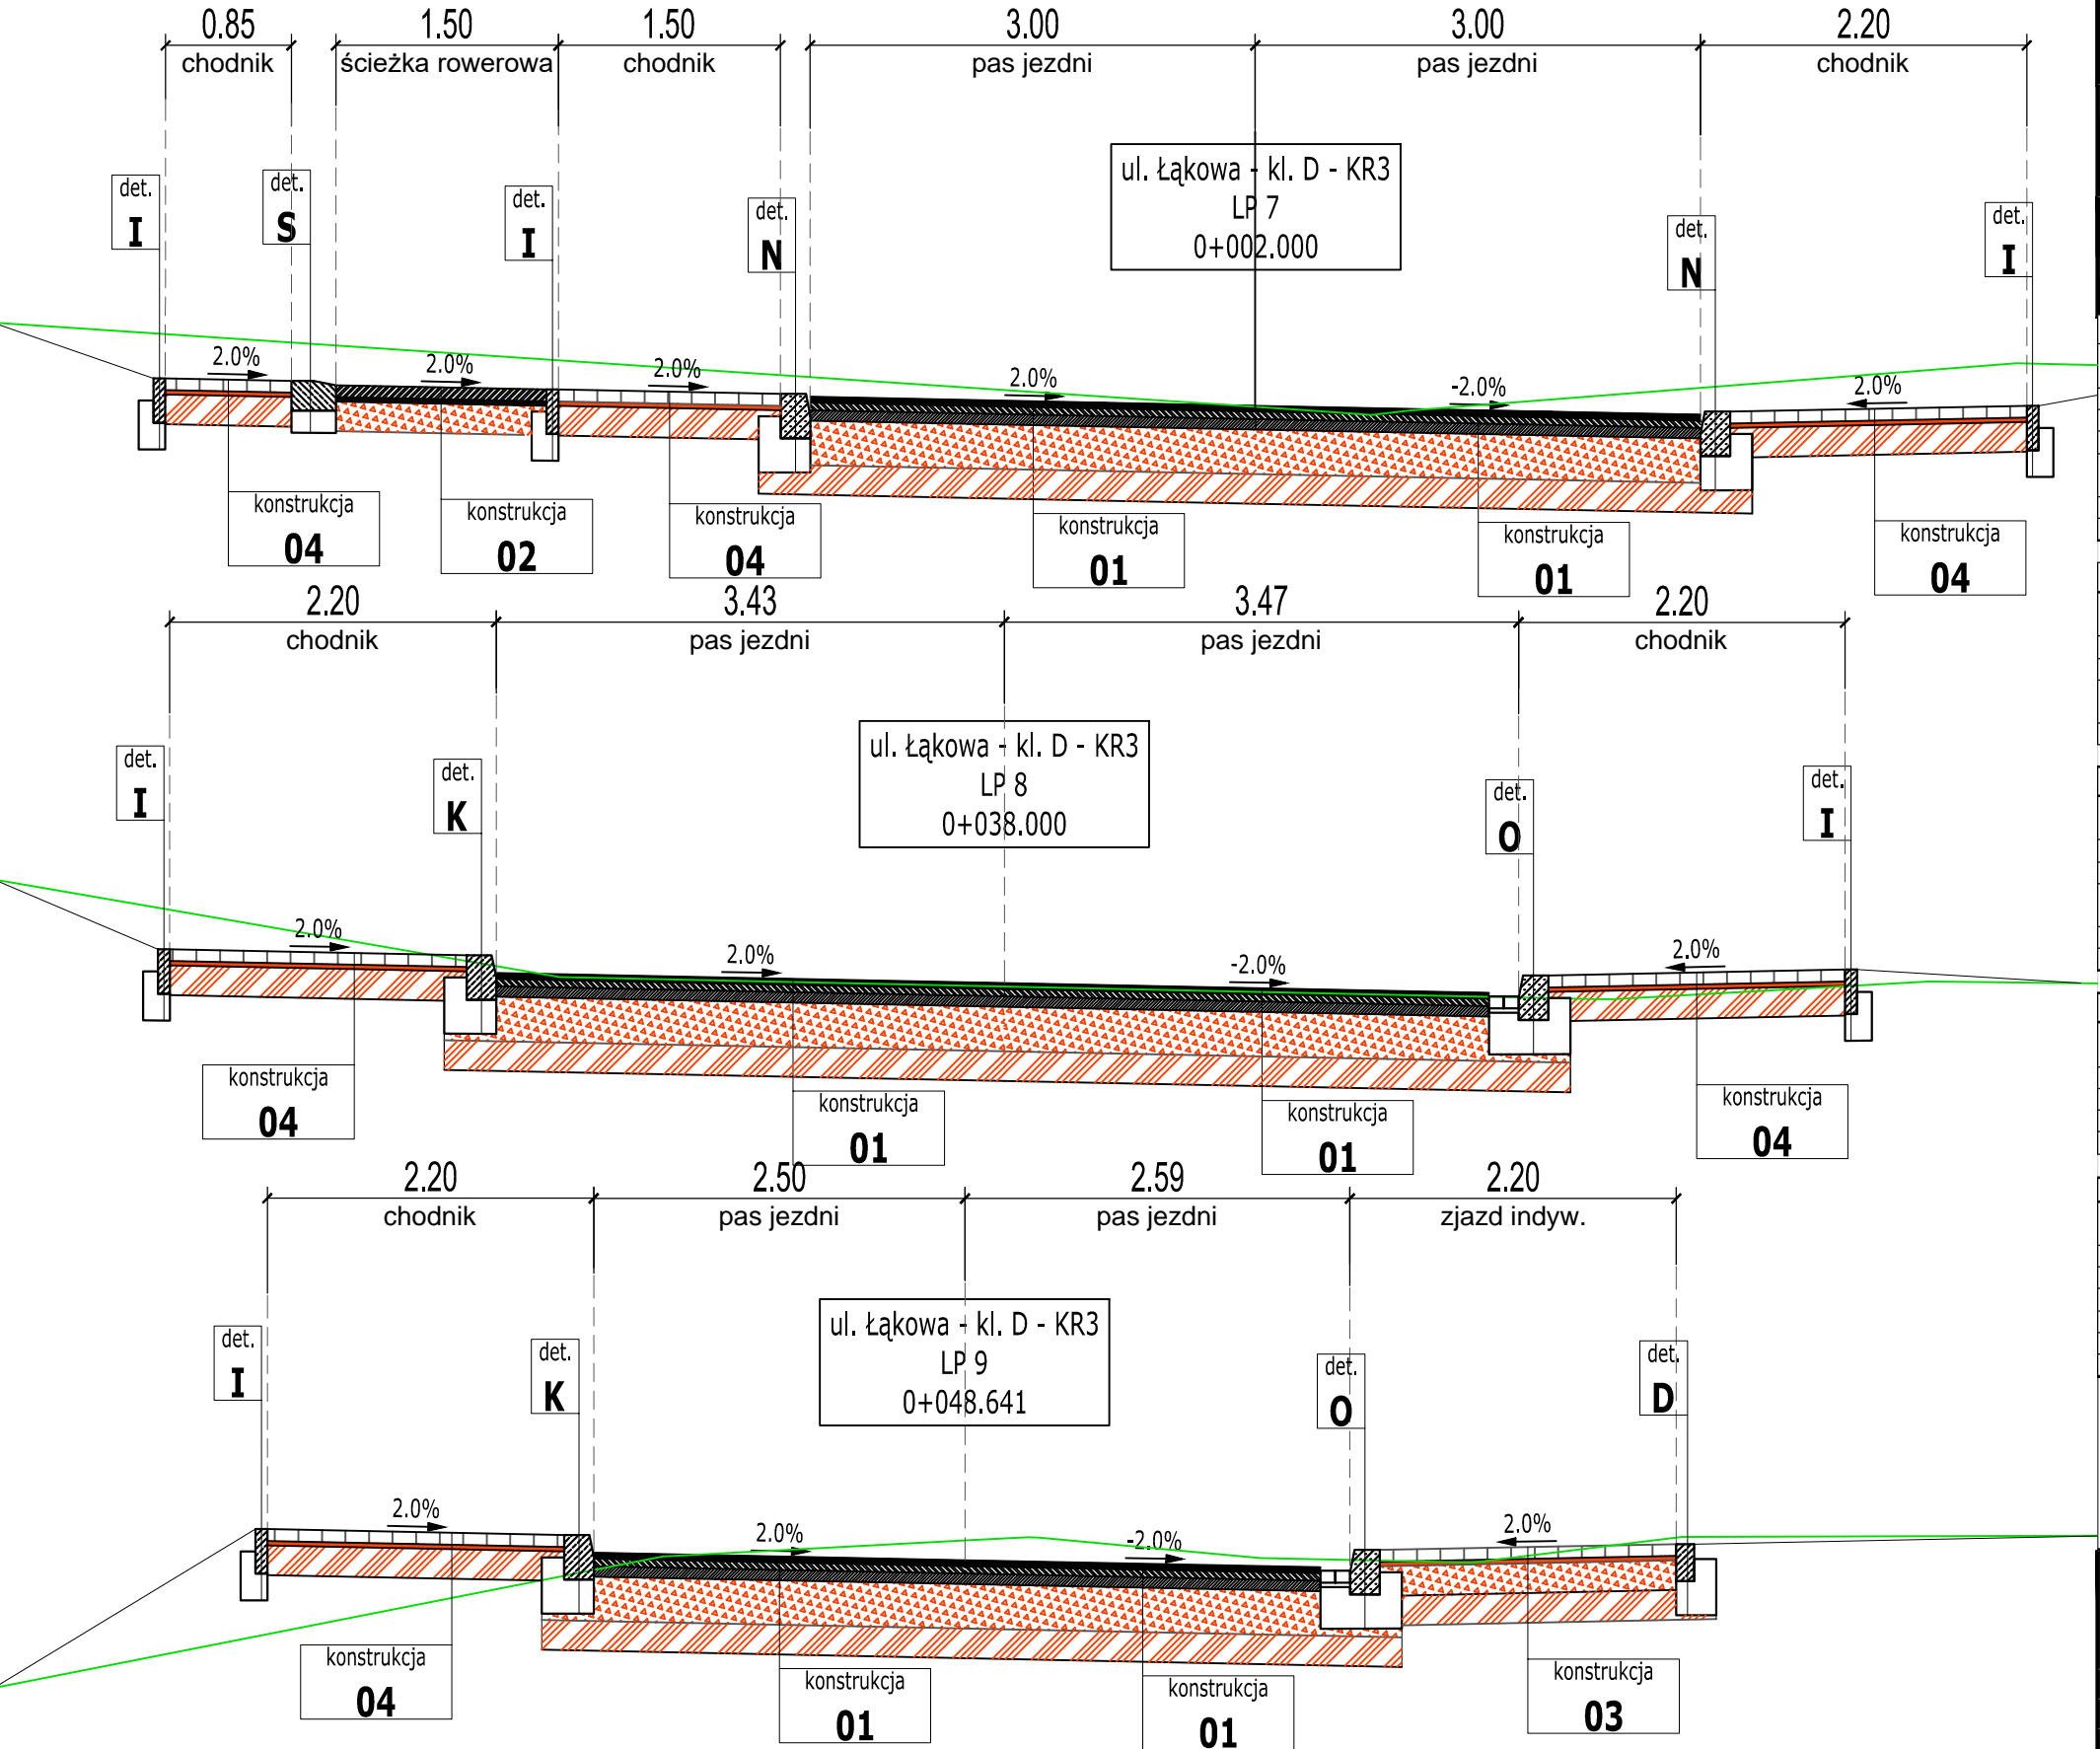 0.85 1.50 1.50 3.00 3.00 2.20
chodnik ścieżka rowerowa chodnik pas jezdni pas jezdni chodnik
ul. Łąkowa - kl. D - KR3
LP 7
0+002.000
det.
I
det.
S
det.
I
det.
N
det.
N
det.
I
2.0% 2.0% 2.0% 2.0% -2.0% 2.0%
konstrukcja
04
konstrukcja
02
konstrukcja
04
konstrukcja
01
konstrukcja
01
konstrukcja
04
2.20 3.43 3.47 2.20
chodnik pas jezdni pas jezdni chodnik
ul. Łąkowa - kl. D - KR3
LP 8
0+038.000
det.
I
det.
K
det.
O
det.
I
2.0% 2.0% -2.0% 2.0%
konstrukcja
04
konstrukcja
01
konstrukcja
01
konstrukcja
04
2.20 2.50 2.59 2.20
chodnik pas jezdni pas jezdni zjazd indyw.
ul. Łąkowa - kl. D - KR3
LP 9
0+048.641
det.
I
det.
K
det.
O
det.
D
2.0% 2.0% -2.0% 2.0%
konstrukcja
04
konstrukcja
01
konstrukcja
01
konstrukcja
03